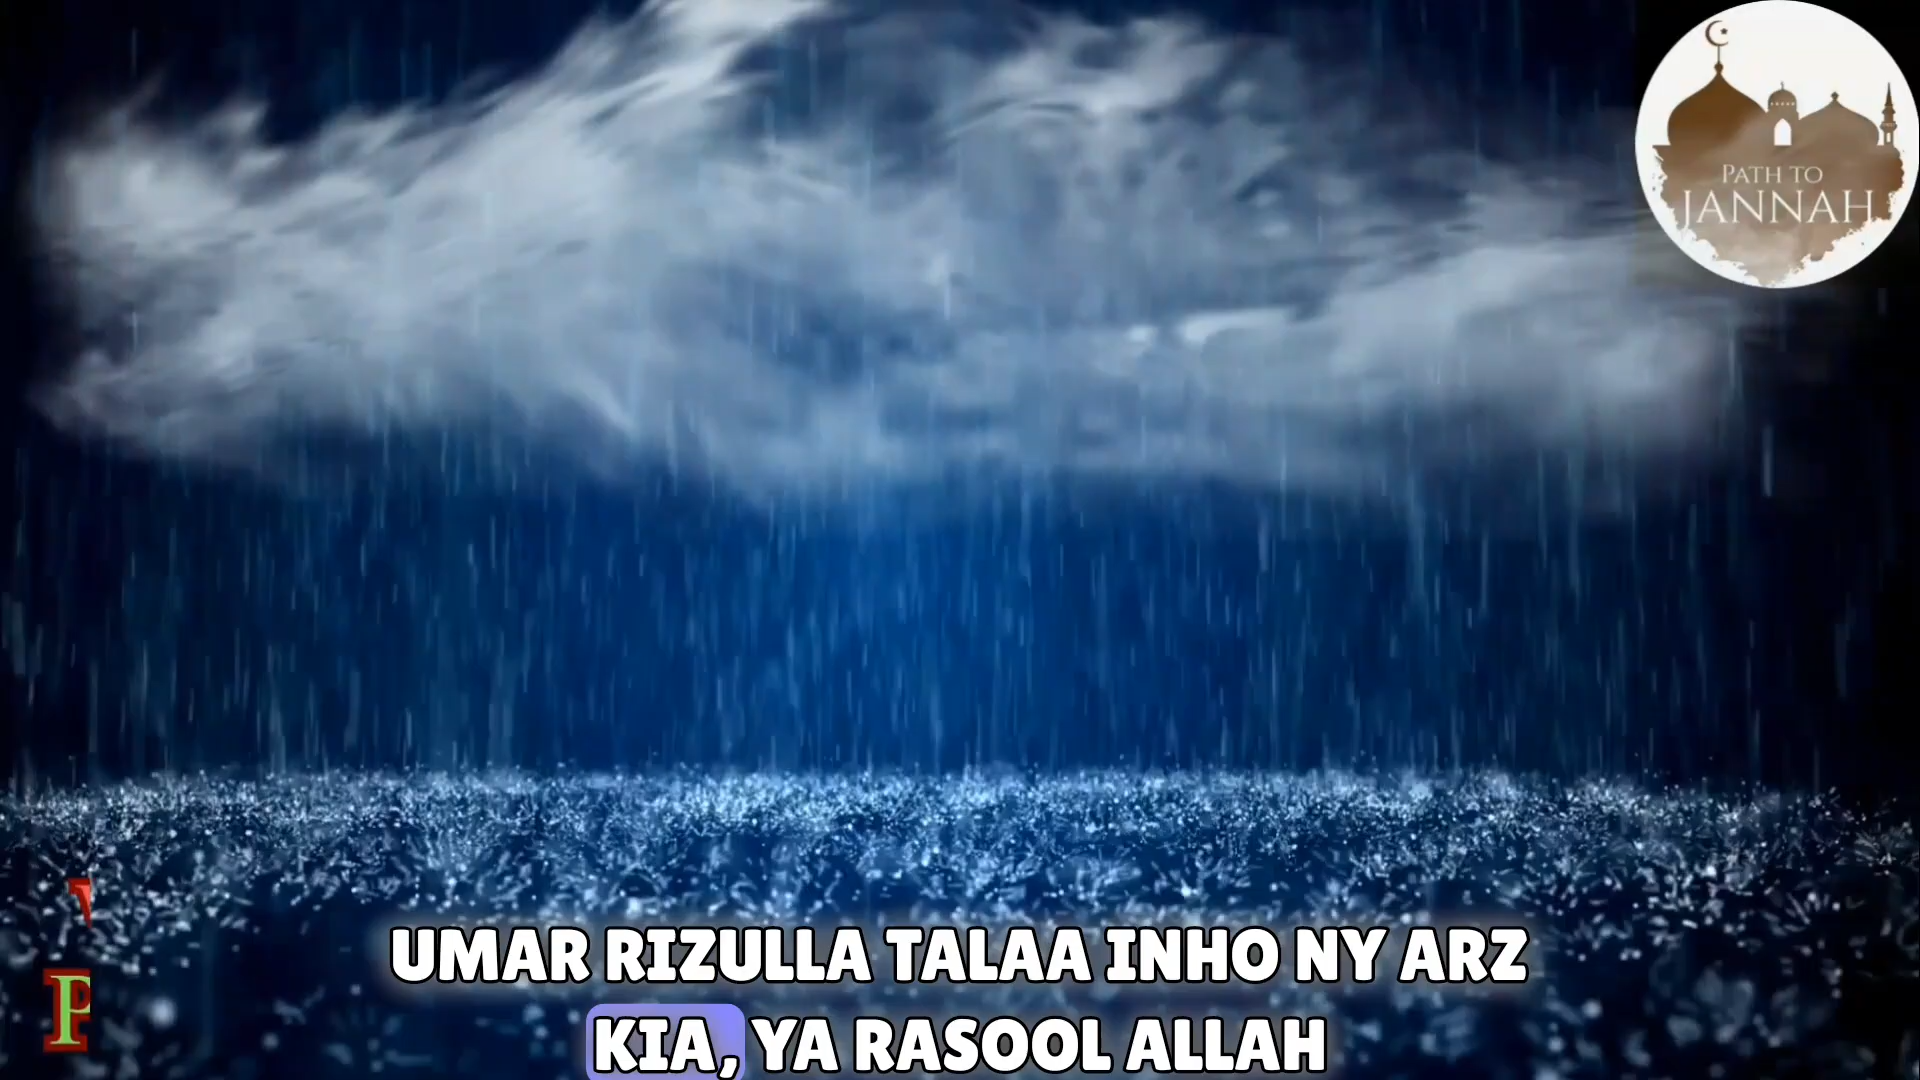 PATH TO
JANNAH
P
UMAR RIZULLA TALAA INHO NY ARZ
KIA, YA RASOOL ALLAH